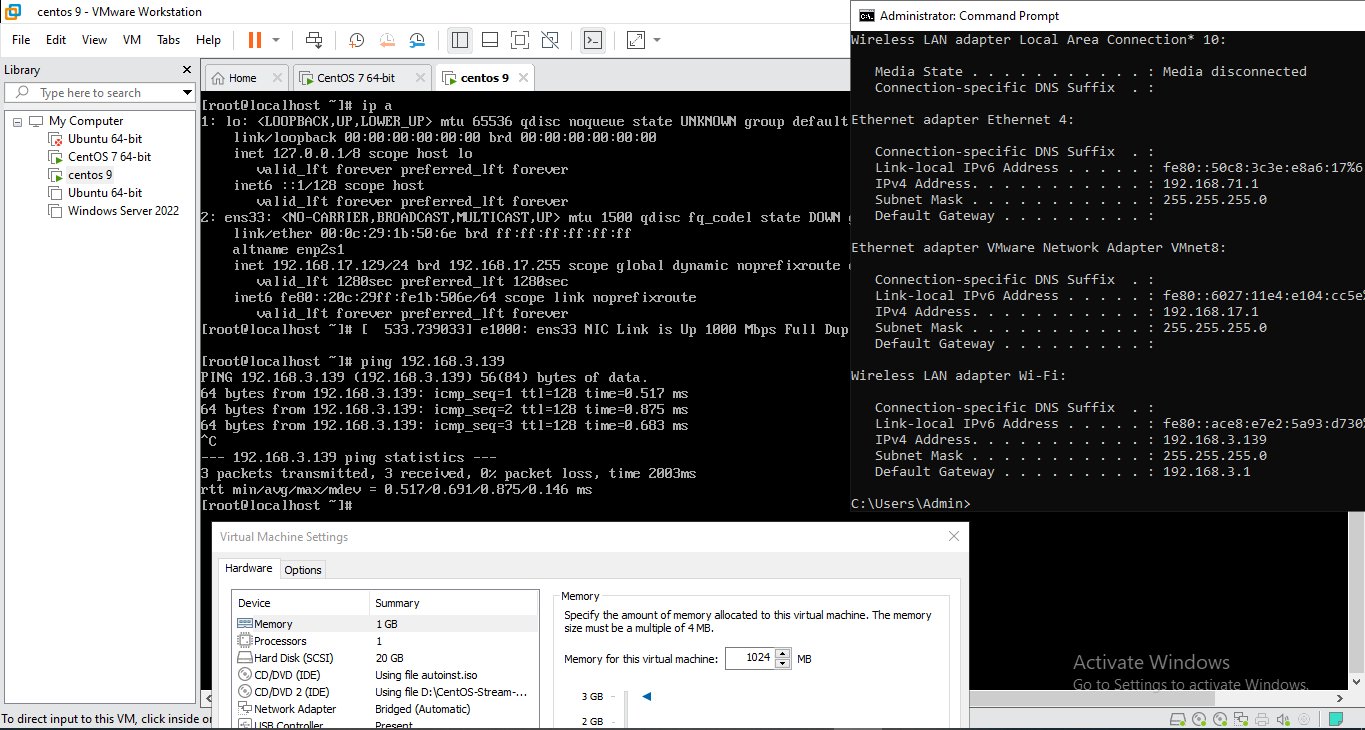 centos 9 - VMware Workstation
File Edit View VM Tabs Help
Library
Type here to search
My Computer
Ubuntu 64-bit
CentOS 7 64-bit
centos 9
Ubuntu 64-bit
Windows Server 2022
Home
CentOS 7 64-bit
centos 9
[root@localhost ~]# ip a
1: lo: <LOOPBACK,UP,LOWER_UP> mtu 65536 qdisc noqueue state UNKNOWN group default
link/loopback 00:00:00:00:00:00 brd 00:00:00:00:00:00
inet 127.0.0.1/8 scope host lo
valid_lft forever preferred_lft forever
inet6 ::1/128 scope host
valid_lft forever preferred_lft forever
2: ens33: <NO-CARRIER,BROADCAST,MULTICAST,UP> mtu 1500 qdisc fq_codel state DOWN
link/ether 00:0c:29:1b:50:6e brd ff:ff:ff:ff:ff:ff
altname enp2s1
inet 192.168.17.129/24 brd 192.168.17.255 scope global dynamic noprefixroute
valid_lft 1280sec preferred_lft 1280sec
inet6 fe80::20c:29ff:fe1b:506e/64 scope link noprefixroute
valid_lft forever preferred_lft forever
[root@localhost ~]# [  533.739033] e1000: ens33 NIC Link is Up 1000 Mbps Full Dup
[root@localhost ~]# ping 192.168.3.139
PING 192.168.3.139 (192.168.3.139) 56(84) bytes of data.
64 bytes from 192.168.3.139: icmp_seq=1 ttl=128 time=0.517 ms
64 bytes from 192.168.3.139: icmp_seq=2 ttl=128 time=0.875 ms
64 bytes from 192.168.3.139: icmp_seq=3 ttl=128 time=0.683 ms
^C
--- 192.168.3.139 ping statistics ---
3 packets transmitted, 3 received, 0% packet loss, time 2003ms
rtt min/avg/max/mdev = 0.517/0.691/0.875/0.146 ms
[root@localhost ~]#
Administrator: Command Prompt
Wireless LAN adapter Local Area Connection* 10:
Media State . . . . . . . . . . . : Media disconnected
Connection-specific DNS Suffix  . :
Ethernet adapter Ethernet 4:
Connection-specific DNS Suffix  . :
Link-local IPv6 Address . . . . . : fe80::50c8:3c3e:e8a6:17%6
IPv4 Address. . . . . . . . . . . : 192.168.71.1
Subnet Mask . . . . . . . . . . . : 255.255.255.0
Default Gateway . . . . . . . . . :
Ethernet adapter VMware Network Adapter VMnet8:
Connection-specific DNS Suffix  . :
Link-local IPv6 Address . . . . . : fe80::6027:11e4:e104:cc5e%
IPv4 Address. . . . . . . . . . . : 192.168.17.1
Subnet Mask . . . . . . . . . . . : 255.255.255.0
Default Gateway . . . . . . . . . :
Wireless LAN adapter Wi-Fi:
Connection-specific DNS Suffix  . :
Link-local IPv6 Address . . . . . : fe80::ace8:e7e2:5a93:d730%
IPv4 Address. . . . . . . . . . . : 192.168.3.139
Subnet Mask . . . . . . . . . . . : 255.255.255.0
Default Gateway . . . . . . . . . : 192.168.3.1
C:\Users\Admin>
Virtual Machine Settings
Hardware Options
Device Summary
Memory 1 GB
Processors 1
Hard Disk (SCSI) 20 GB
CD/DVD (IDE) Using file autoinst.iso
CD/DVD 2 (IDE) Using file D:\CentOS-Stream-...
Network Adapter Bridged (Automatic)
USB Controller Present
Memory
Specify the amount of memory allocated to this virtual machine. The memory
size must be a multiple of 4 MB.
Memory for this virtual machine: 1024 MB
3 GB
2 GB
Activate Windows
Go to Settings to activate Windows.
To direct input to this VM, click inside or